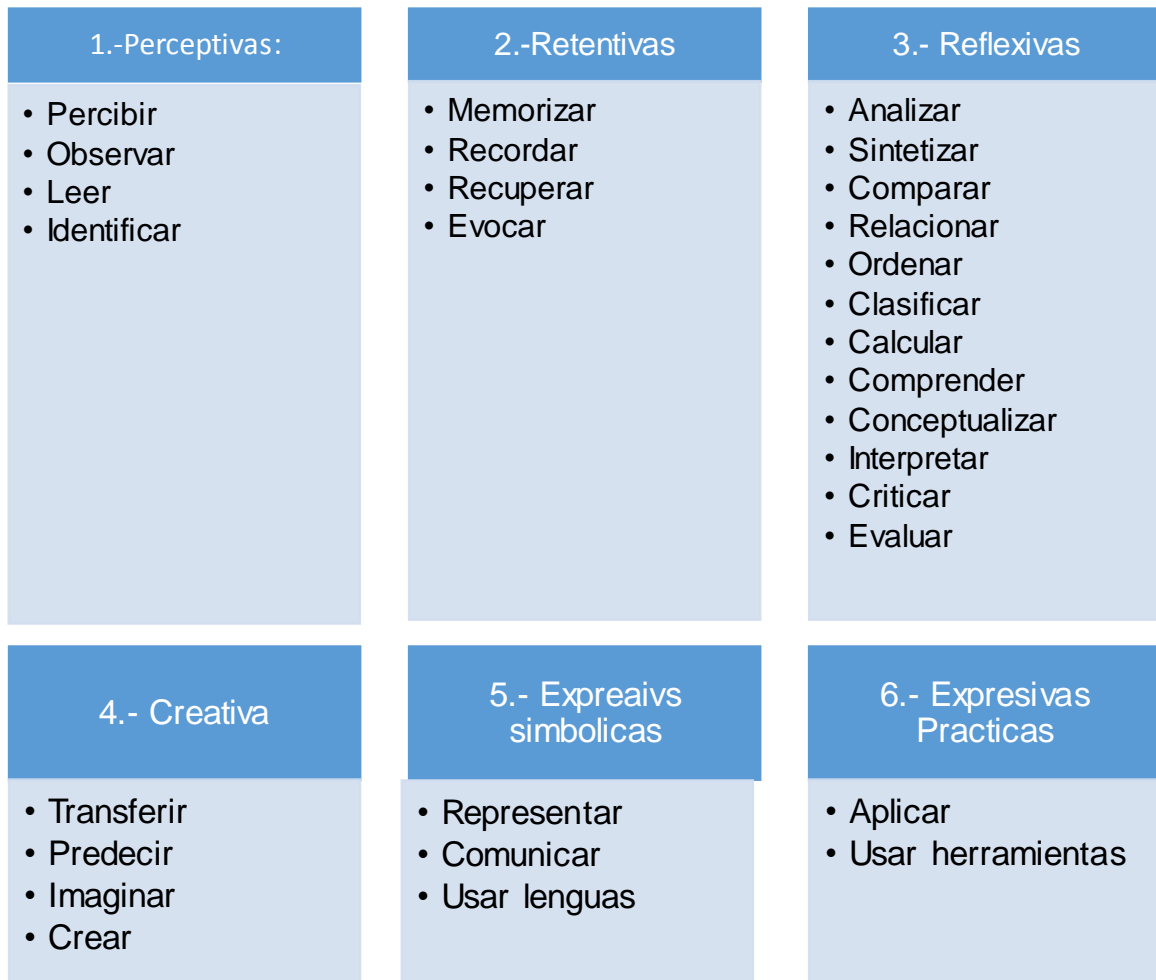 1.-Perceptivas:
• Percibir
• Observar
• Leer
• Identificar
2.-Retentivas
• Memorizar
• Recordar
• Recuperar
• Evocar
3.- Reflexivas
• Analizar
• Sintetizar
• Comparar
• Relacionar
• Ordenar
• Clasificar
• Calcular
• Comprender
• Conceptualizar
• Interpretar
• Criticar
• Evaluar
4.- Creativa
• Transferir
• Predecir
• Imaginar
• Crear
5.- Expreaivs
simbolicas
• Representar
• Comunicar
• Usar lenguas
6.- Expresivas
Practicas
• Aplicar
• Usar herramientas